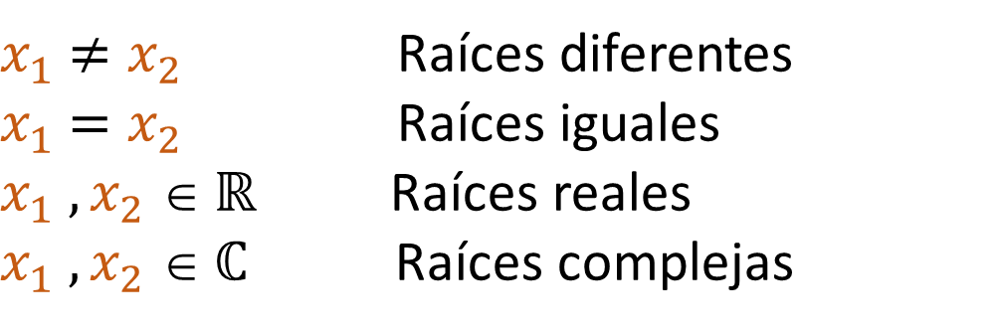 x₁ ≠ x₂ Raíces diferentes
x₁ = x₂ Raíces iguales
x₁ , x₂ ∈ ℝ Raíces reales
x₁ , x₂ ∈ ℂ Raíces complejas